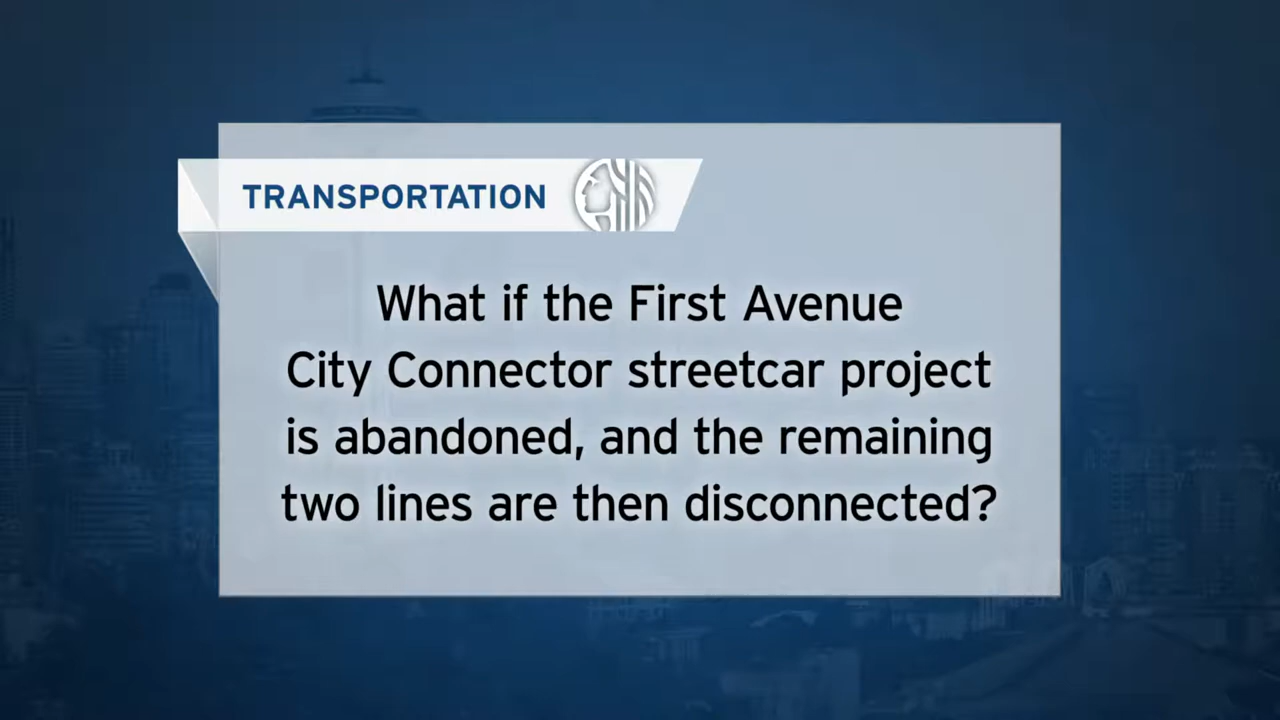 TRANSPORTATION
What if the First Avenue
City Connector streetcar project
is abandoned, and the remaining
two lines are then disconnected?